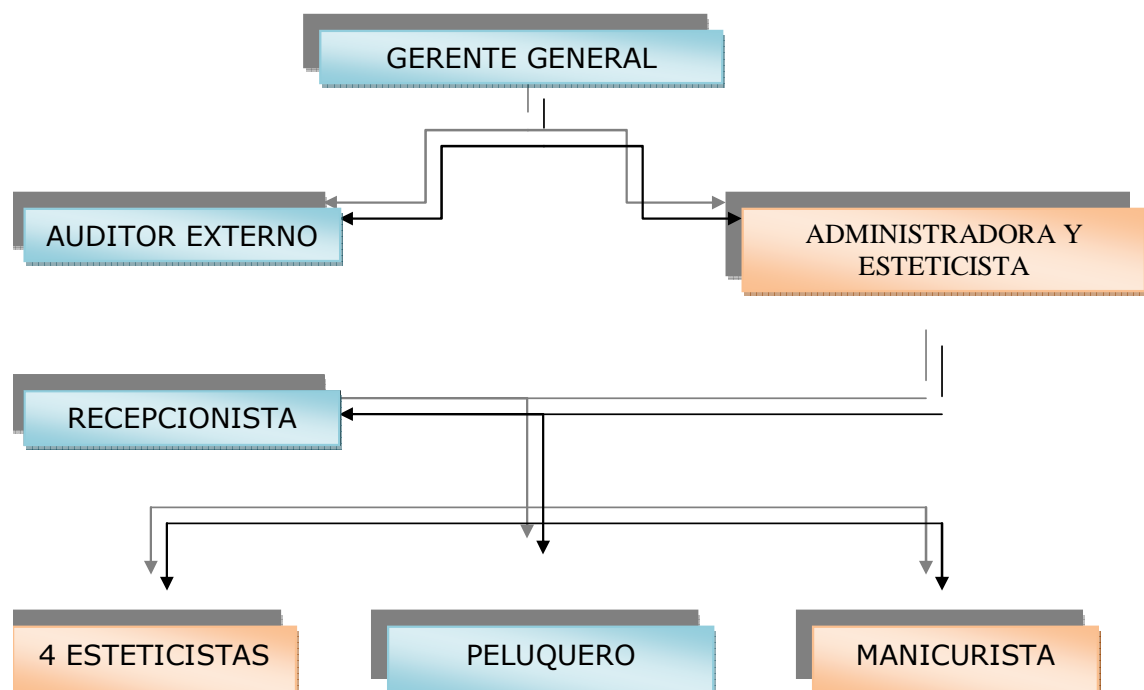 GERENTE GENERAL
AUDITOR EXTERNO
ADMINISTRADORA Y
ESTETICISTA
RECEPCIONISTA
4 ESTETICISTAS
PELUQUERO
MANICURISTA